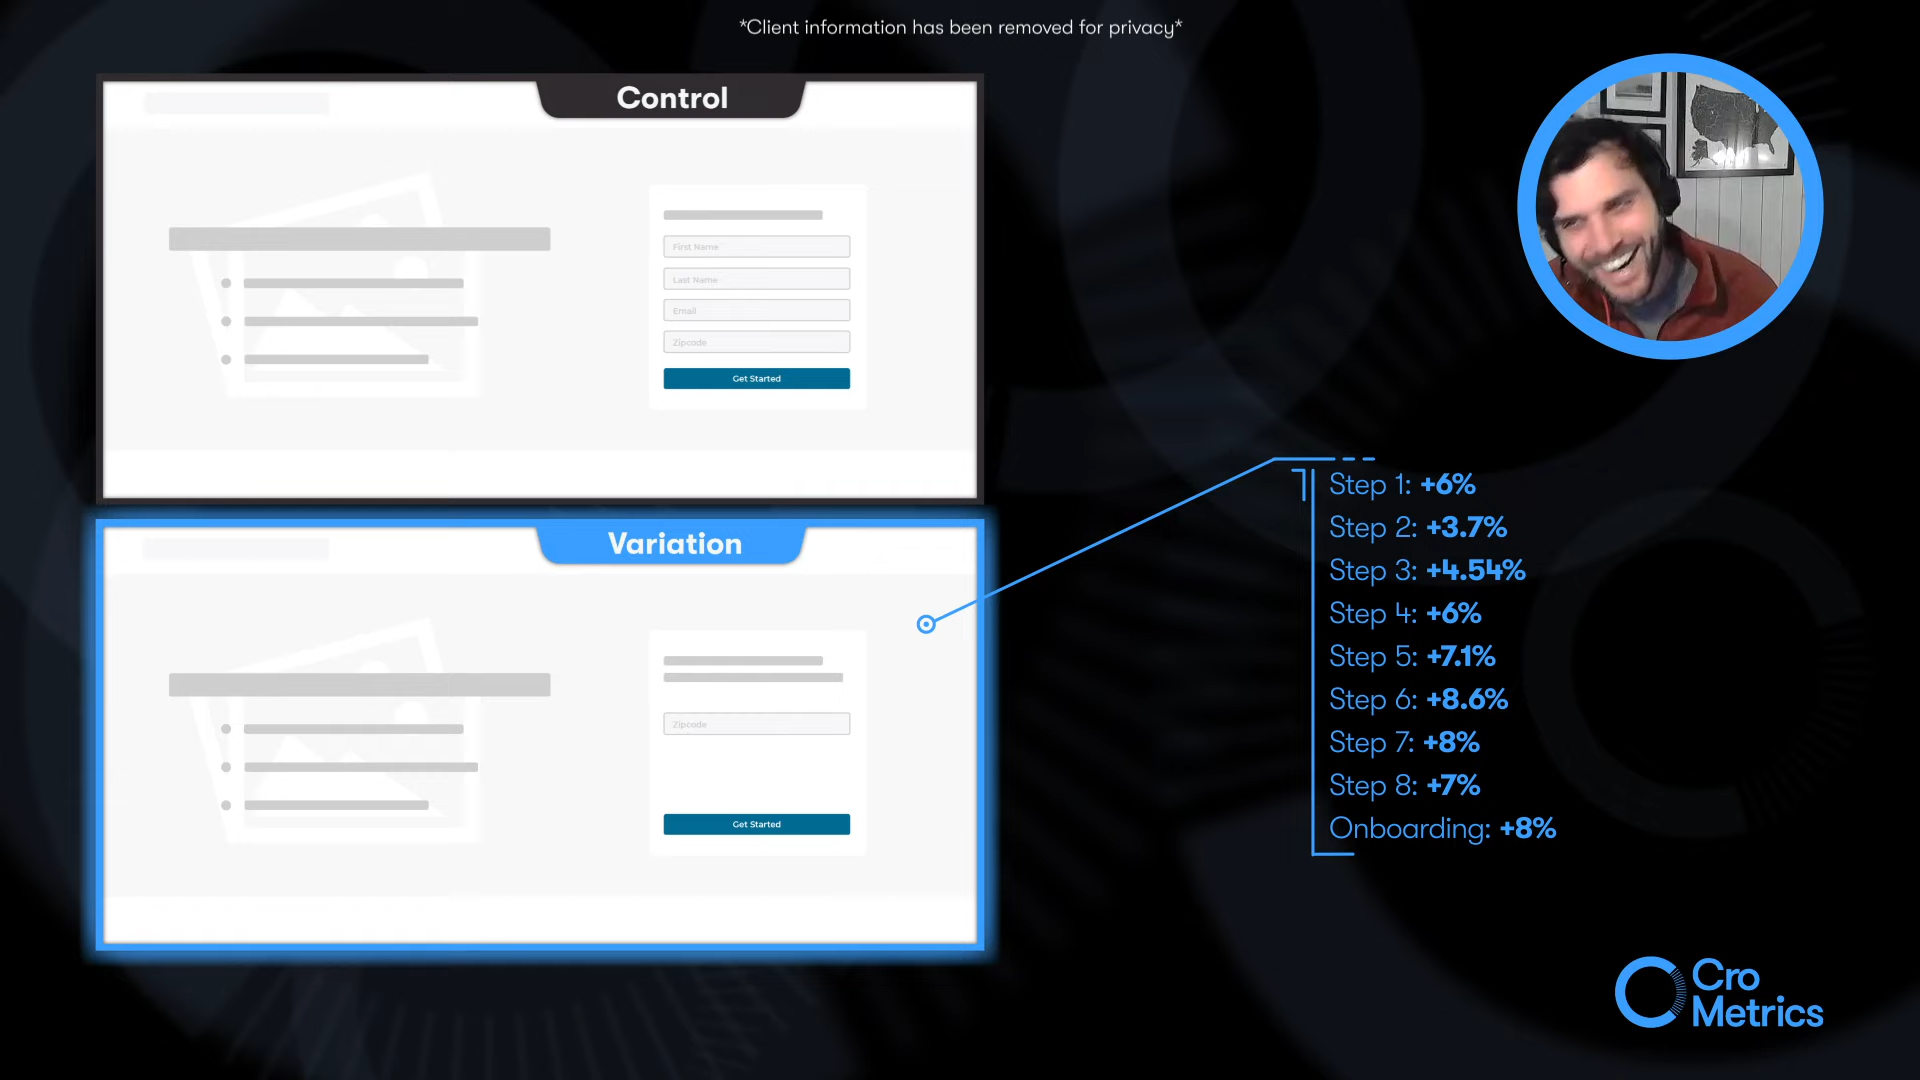 *Client information has been removed for privacy*
Control
First Name
Last Name
Email
Zipcode
Get Started
Variation
Zipcode
Get Started
Step 1: +6%
Step 2: +3.7%
Step 3: +4.54%
Step 4: +6%
Step 5: +7.1%
Step 6: +8.6%
Step 7: +8%
Step 8: +7%
Onboarding: +8%
Cro
Metrics